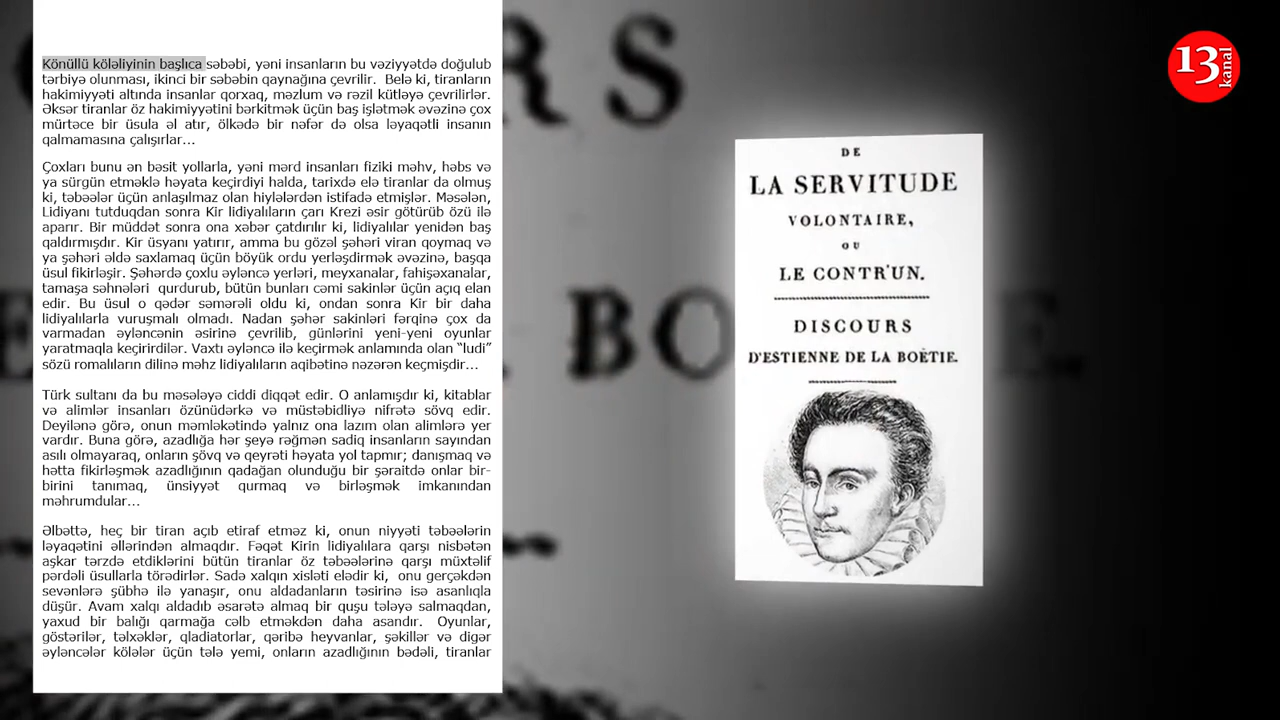 Könüllü köləliyinin başlıca səbəbi, yəni insanların bu vəziyyətdə doğulub
tərbiyə olunması, ikinci bir səbəbin qaynağına çevrilir. Belə ki, tiranların
hakimiyyəti altında insanlar qorxaq, məzlum və rəzil kütləyə çevrilirlər.
Əksər tiranlar öz hakimiyyətini bərkitmək üçün baş işlətmək əvəzinə çox
mürtəce bir üsula əl atır, ölkədə bir nəfər də olsa ləyaqətli insanın
qalmamasına çalışırlar...
Çoxları bunu ən bəsit yollarla, yəni mərd insanları fiziki məhv, həbs və
ya sürgün etməklə həyata keçirdiyi halda, tarixdə elə tiranlar da olmuş
ki, təbəələr üçün anlaşılmaz olan hiylələrdən istifadə etmişlər. Məsələn,
Lidiyanı tutduqdan sonra Kir lidiyalıların çarı Krezi əsir götürüb özü ilə
aparır. Bir müddət sonra ona xəbər çatdırılır ki, lidiyalılar yenidən baş
qaldırmışdır. Kir üsyanı yatırır, amma bu gözəl şəhəri viran qoymaq və
ya şəhəri əldə saxlamaq üçün böyük ordu yerləşdirmək əvəzinə, başqa
üsul fikirləşir. Şəhərdə çoxlu əyləncə yerləri, meyxanalar, fahişəxanalar,
tamaşa səhnələri qurdurub, bütün bunları cəmi sakinlər üçün açıq elan
edir. Bu üsul o qədər səmərəli oldu ki, ondan sonra Kir bir daha
lidiyalılarla vuruşmalı olmadı. Nadan şəhər sakinləri fərqinə çox da
varmadan əyləncənin əsirinə çevrilib, günlərini yeni-yeni oyunlar
yaratmaqla keçirirdilər. Vaxtı əyləncə ilə keçirmək anlamında olan “ludi”
sözü romalıların dilinə məhz lidiyalıların aqibətinə nəzərən keçmişdir...
Türk sultanı da bu məsələyə ciddi diqqət edir. O anlamışdır ki, kitablar
və alimlər insanları özünüdərkə və müstəbidliyə nifrətə sövq edir.
Deyilənə görə, onun məmləkətində yalnız ona lazım olan alimlərə yer
vardır. Buna görə, azadlığa hər şeyə rəğmən sadiq insanların sayından
asılı olmayaraq, onların şövq və qeyrəti həyata yol tapmır; danışmaq və
hətta fikirləşmək azadlığının qadağan olunduğu bir şəraitdə onlar bir-
birini tanımaq, ünsiyyət qurmaq və birləşmək imkanından
məhrumdular...
Əlbəttə, heç bir tiran açıb etiraf etməz ki, onun niyyəti təbəələrin
ləyaqətini əllərindən almaqdır. Fəqət Kirin lidiyalılara qarşı nisbətən
aşkar tərzdə etdiklərini bütün tiranlar öz təbəələrinə qarşı müxtəlif
pərdəli üsullarla törədirlər. Sadə xalqın xisləti elədir ki, onu gerçəkdən
sevənlərə şübhə ilə yanaşır, onu aldadanların təsirinə isə asanlıqla
düşür. Avam xalqı aldadıb əsarətə almaq bir quşu tələyə salmaqdan,
yaxud bir balığı qarmağa cəlb etməkdən daha asandır. Oyunlar,
göstərilər, təlxəklər, qladiatorlar, qəribə heyvanlar, şəkillər və digər
əyləncələr kölələr üçün tələ yemi, onların azadlığının bədəli, tiranlar
DE
LA SERVITUDE
VOLONTAIRE,
OU
LE CONTR'UN.
DISCOURS
D'ESTIENNE DE LA BOËTIE.
13
kanal
RS
BO
E.